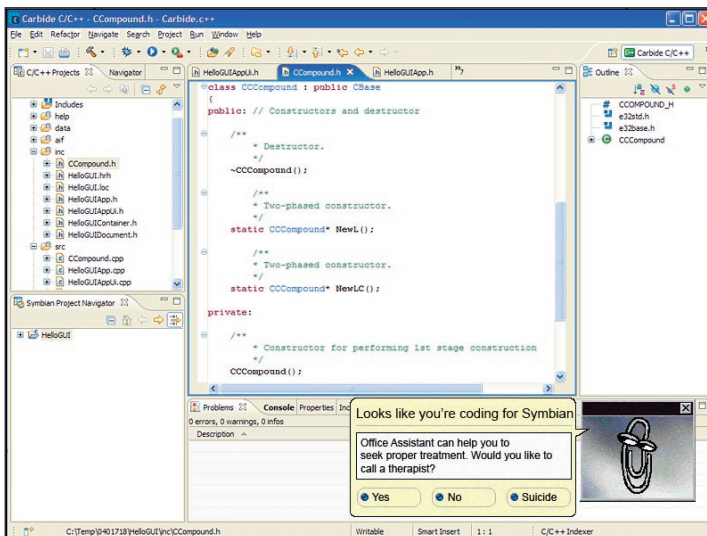 Carbide C/C++ - CCompound.h - Carbide.c++
File Edit Refactor Navigate Search Project Run Window Help
Carbide C/C++
C/C++ Projects Navigator
Includes
help
data
aif
inc
CCompound.h
HelloGUI.hrh
HelloGUI.loc
HelloGUIApp.h
HelloGUIAppUi.h
HelloGUIContainer.h
HelloGUIDocument.h
src
CCompound.cpp
HelloGUIApp.cpp
HelloGUIAppUi.cpp
Symbian Project Navigator
HelloGUI
HelloGUIAppUi.h CCompound.h HelloGUIApp.h
class CCCompound : public CBase
{
public: // Constructors and destructor
/**
* Destructor.
*/
~CCCompound();
/**
* Two-phased constructor.
*/
static CCCompound* NewL();
/**
* Two-phased constructor.
*/
static CCCompound* NewLC();
private:
/**
* Constructor for performing 1st stage construction
*/
CCCompound();
Outline
CCOMPOUND_H
e32std.h
e32base.h
CCCompound
Problems Console Properties
0 errors, 0 warnings, 0 infos
Description
Looks like you're coding for Symbian
Office Assistant can help you to
seek proper treatment. Would you like to
call a therapist?
Yes No Suicide
C:\Temp\0401718\HelloGUI\inc\CCompound.h Writable Smart Insert 1 : 1 C/C++ Indexer